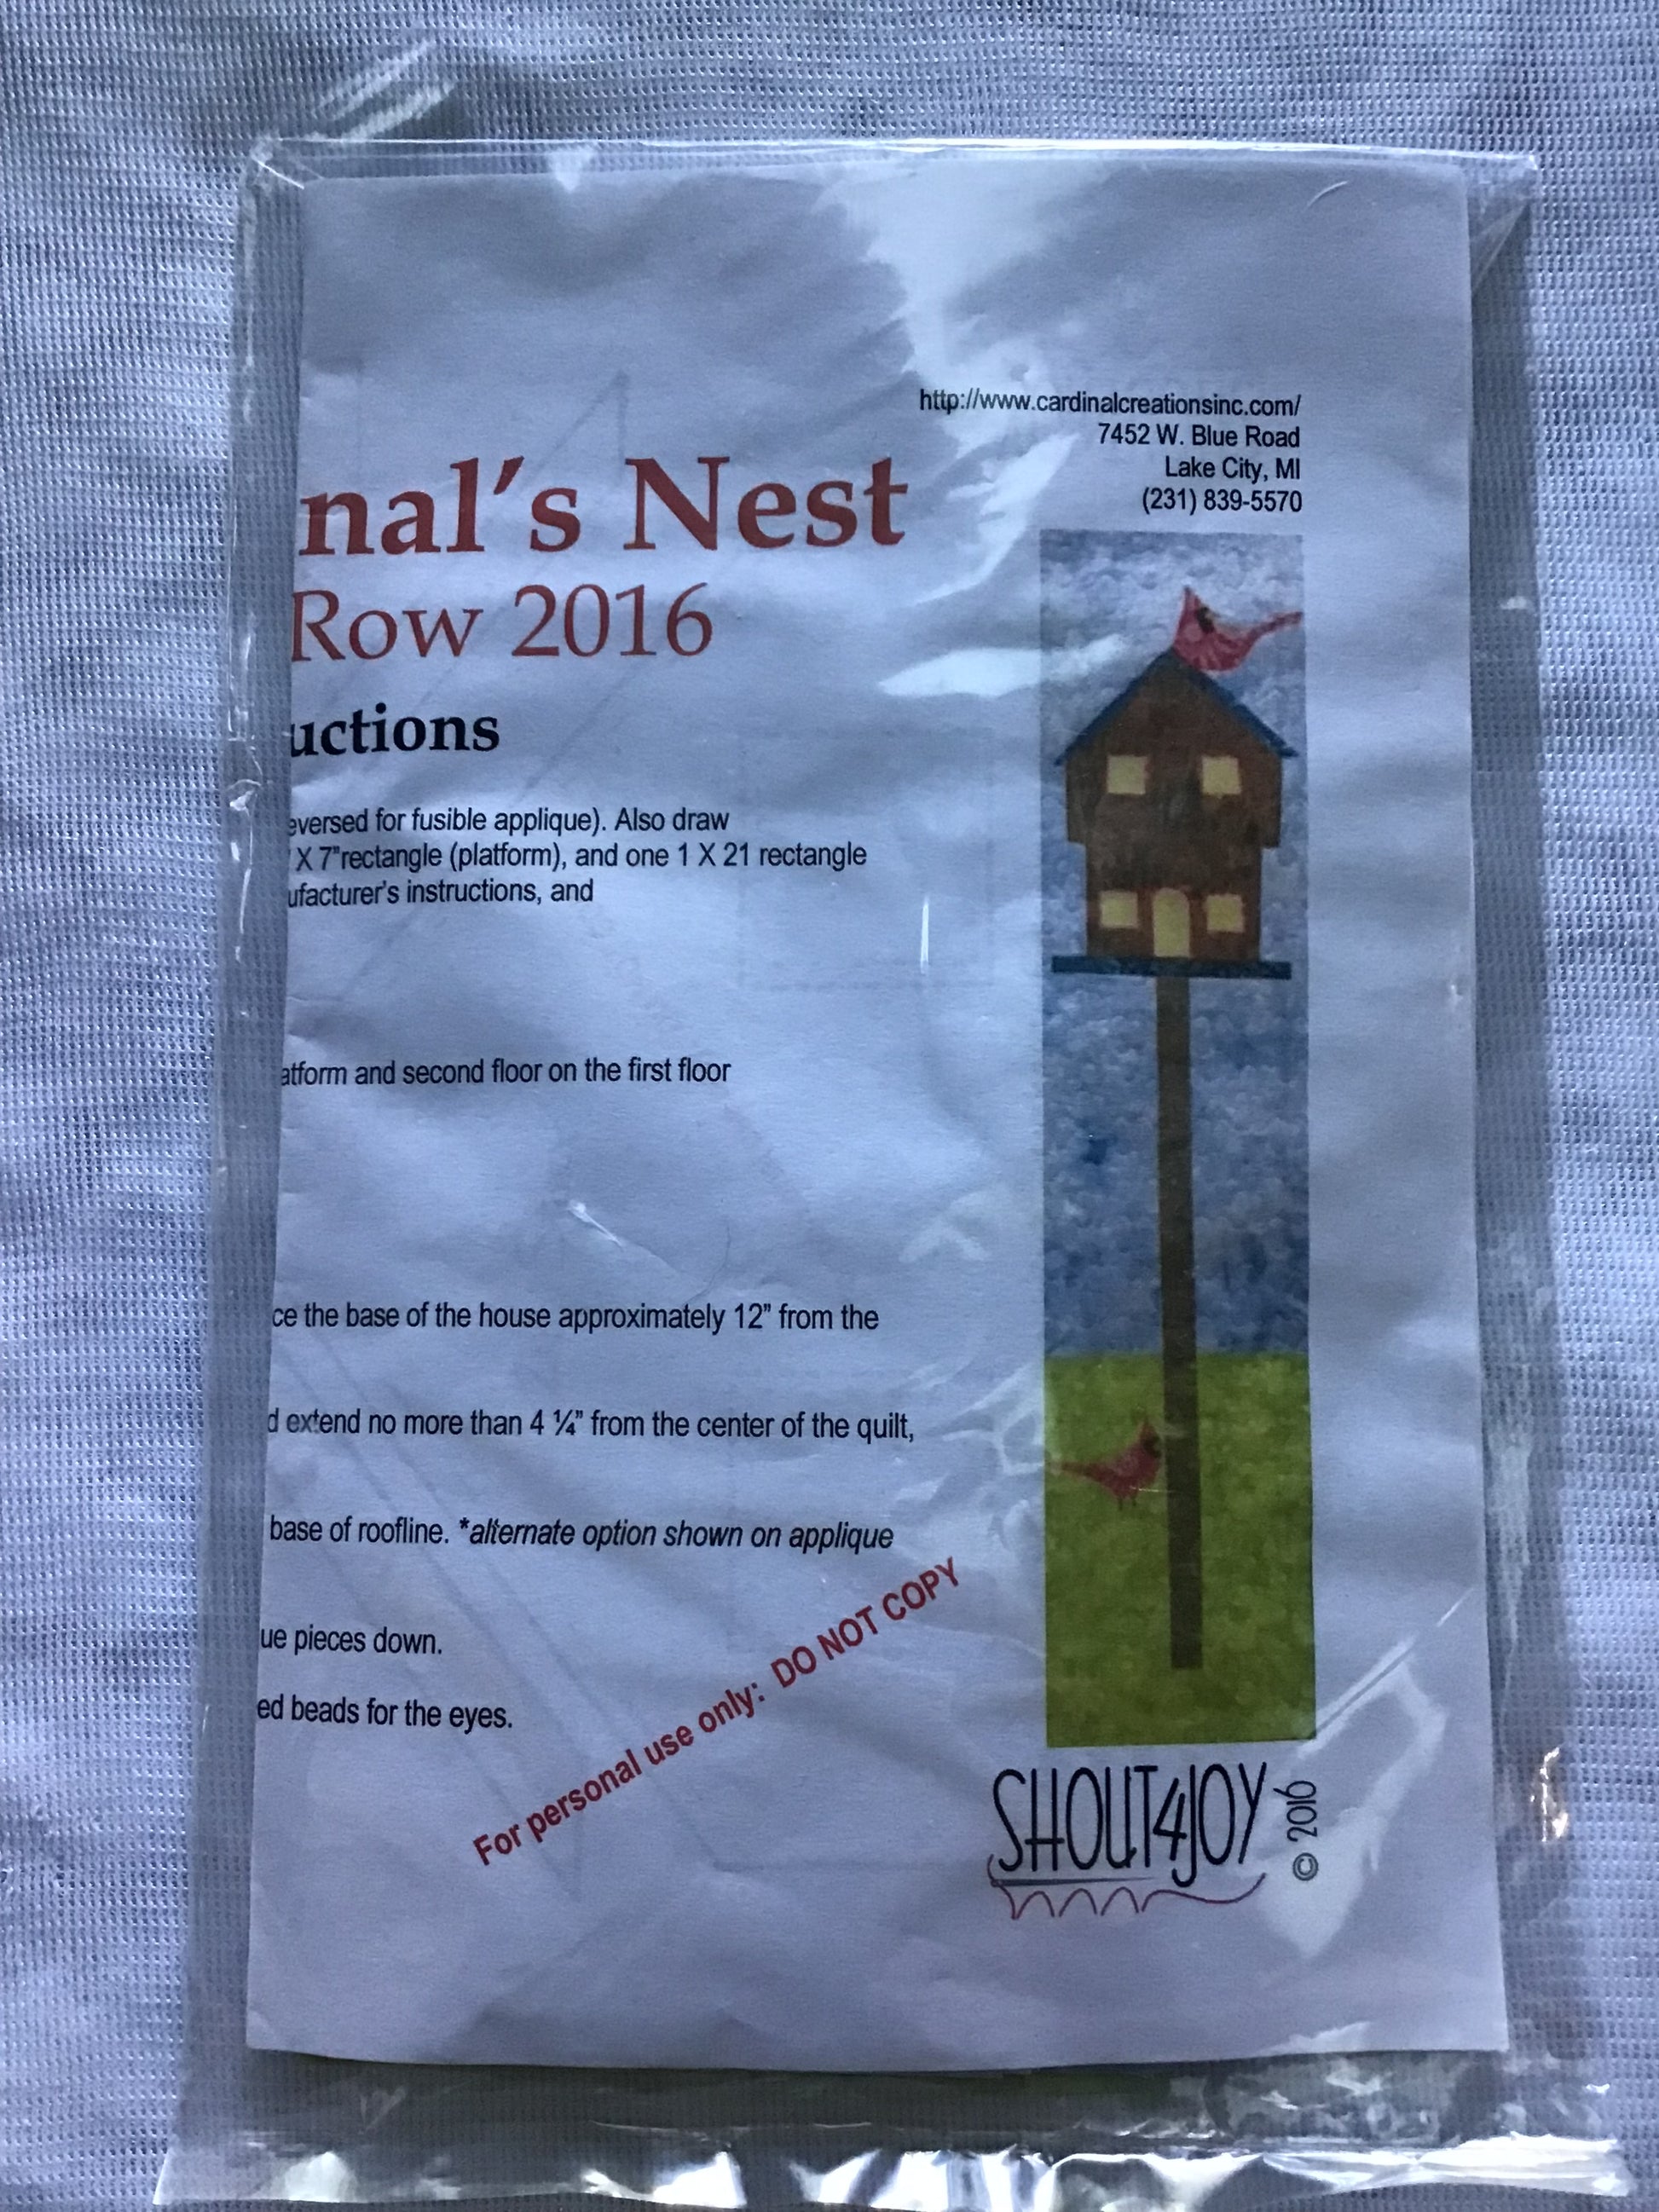 http://www.cardinalcreationsinc.com/
7452 W. Blue Road
Lake City, MI
(231) 839-5570
nal's Nest
Row 2016
uctions
eversed for fusible applique). Also draw
X 7"rectangle (platform), and one 1 X 21 rectangle
ufacturer's instructions, and
atform and second floor on the first floor
ce the base of the house approximately 12" from the
d extend no more than 4 ¼" from the center of the quilt,
base of roofline. *alternate option shown on applique
ue pieces down.
ed beads for the eyes.
For personal use only: DO NOT COPY
SHOUT4JOY
© 2016